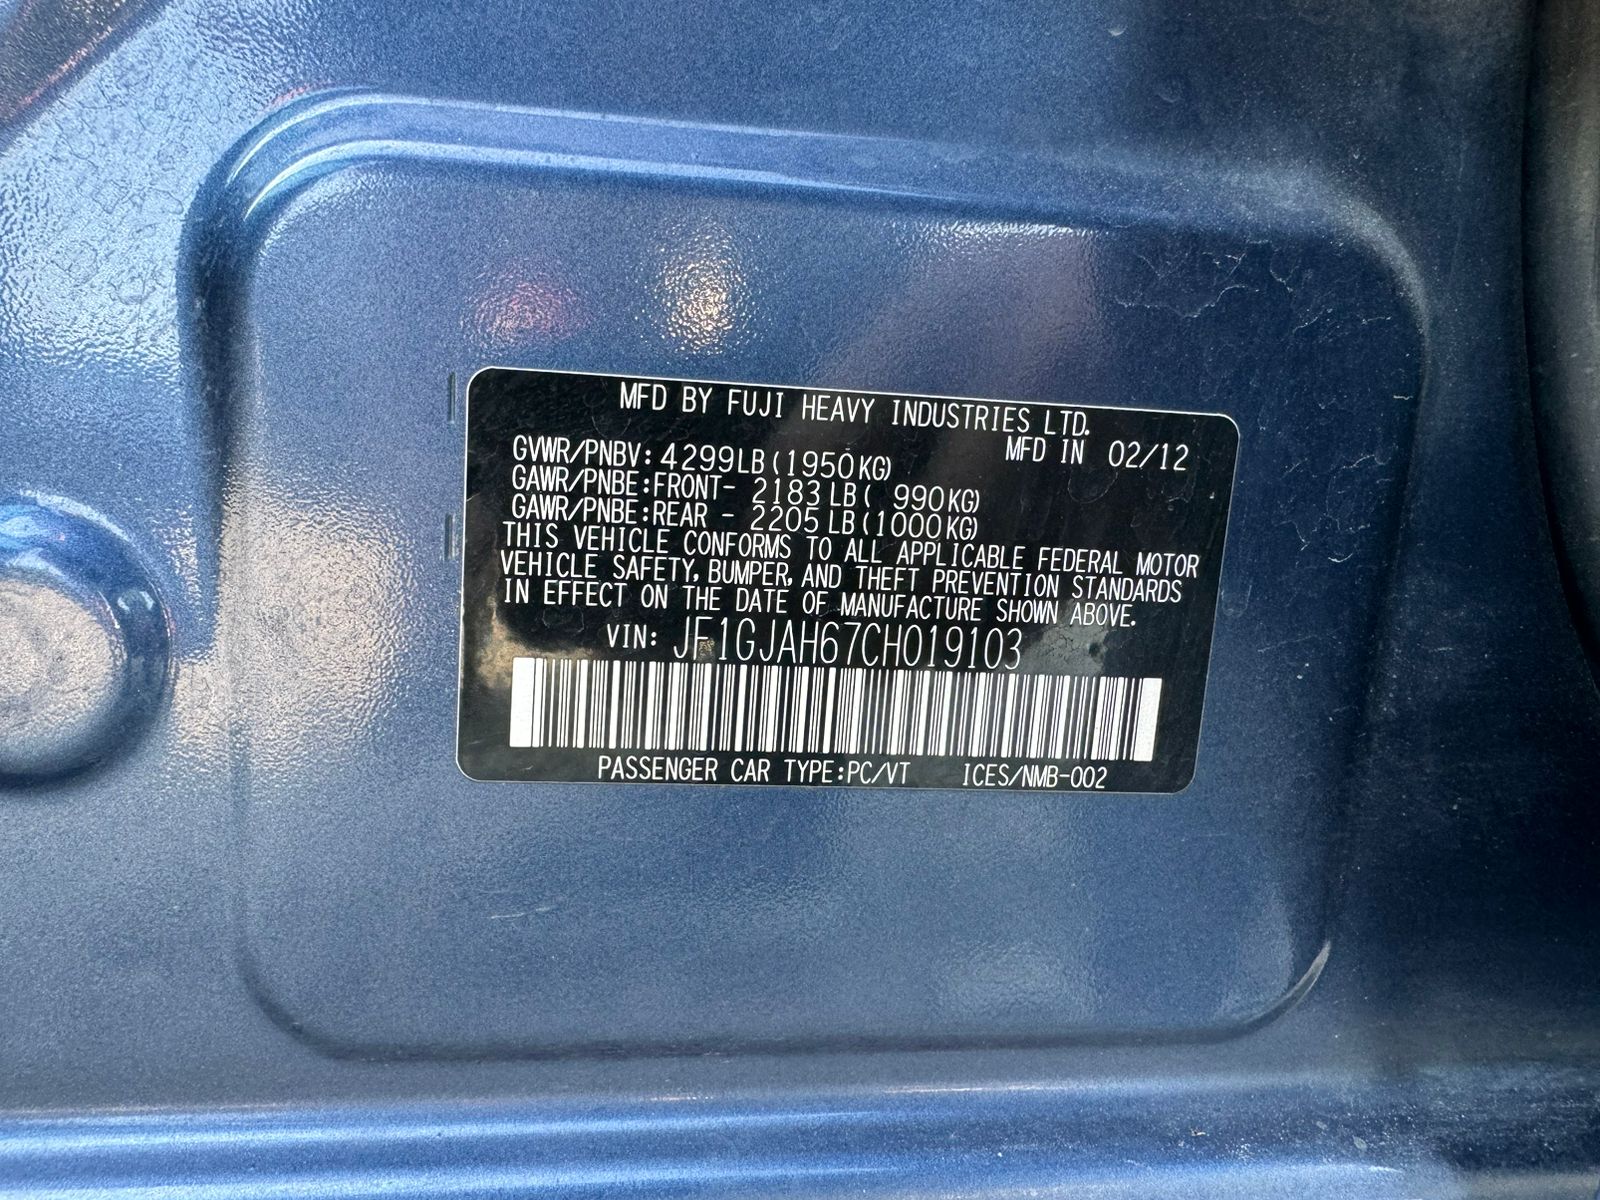 MFD BY FUJI HEAVY INDUSTRIES LTD.
MFD IN 02/12
GVWR/PNBV: 4299LB (1950KG)
GAWR/PNBE:FRONT- 2183LB( 990KG)
GAWR/PNBE:REAR - 2205LB(1000KG)
THIS VEHICLE CONFORMS TO ALL APPLICABLE FEDERAL MOTOR
VEHICLE SAFETY, BUMPER, AND THEFT PREVENTION STANDARDS
IN EFFECT ON THE DATE OF MANUFACTURE SHOWN ABOVE.
VIN: JF1GJAH67CH019103
PASSENGER CAR TYPE:PC/VT ICES/NMB-002